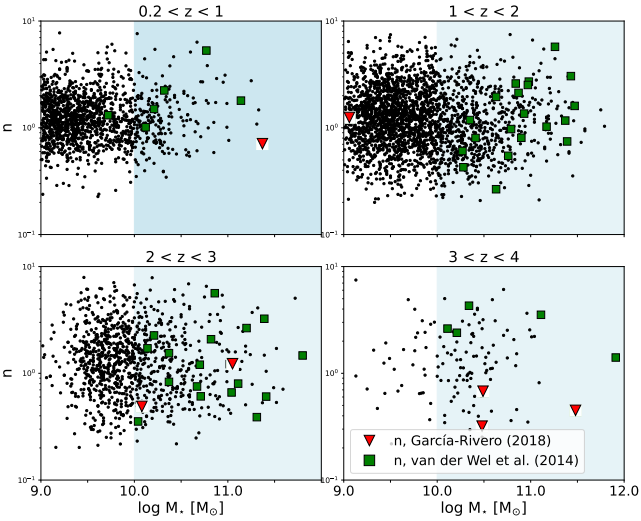 0.2 < z < 1
1 < z < 2
10¹
10⁰
10⁻¹
n
10¹
10⁰
10⁻¹
2 < z < 3
3 < z < 4
10¹
10⁰
10⁻¹
n
10¹
10⁰
10⁻¹
n, García-Rivero (2018)
n, van der Wel et al. (2014)
9.0 10.0 11.0 9.0 10.0 11.0 12.0
log M⋆ [M⊙] log M⋆ [M⊙]